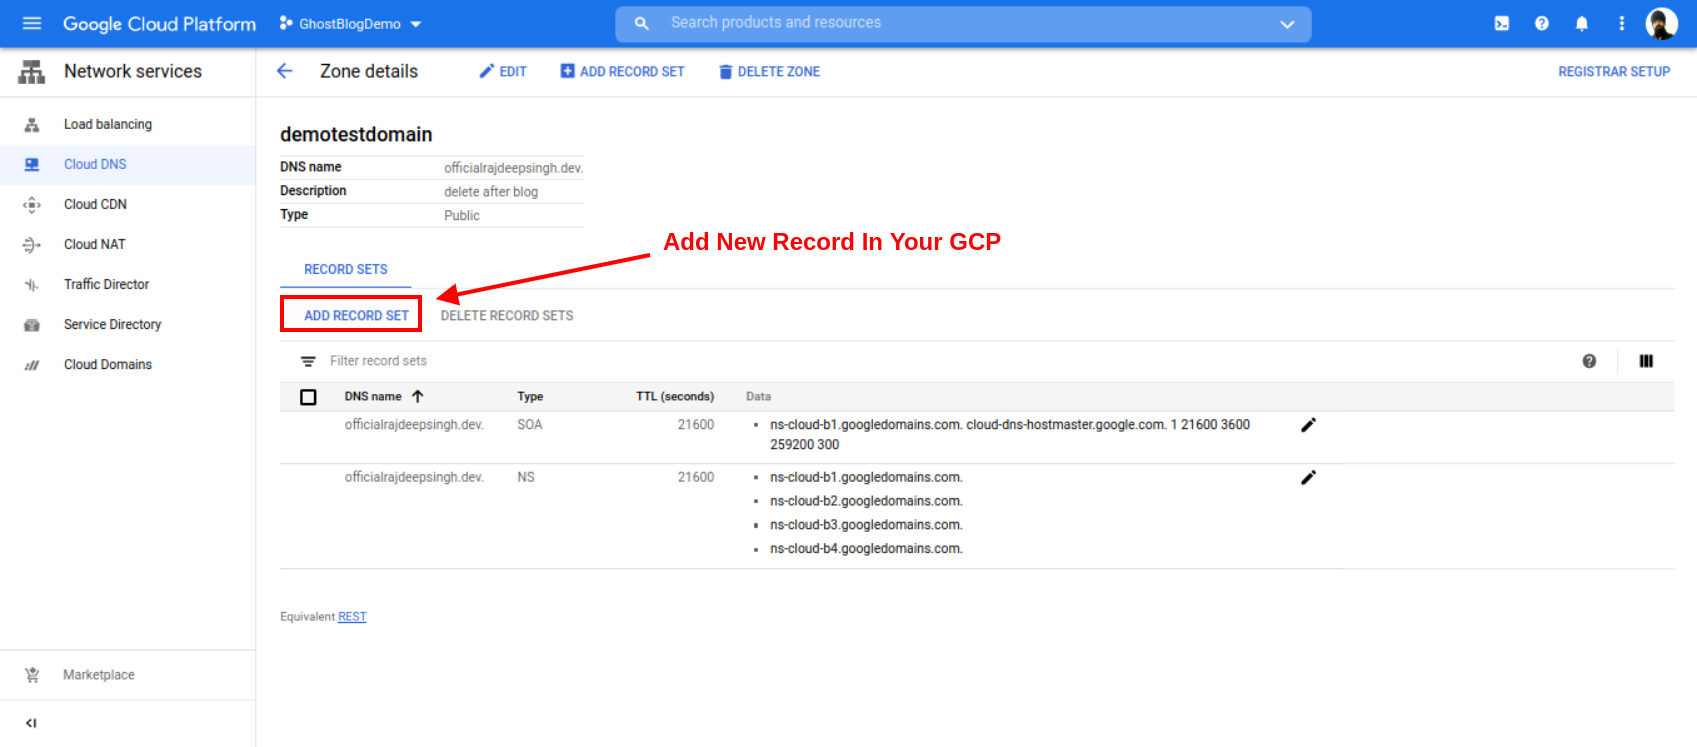 Google Cloud Platform GhostBlogDemo Search products and resources
Network services Zone details EDIT ADD RECORD SET DELETE ZONE REGISTRAR SETUP
Load balancing
Cloud DNS
Cloud CDN
Cloud NAT
Traffic Director
Service Directory
Cloud Domains
Marketplace
demotestdomain
DNS name officialrajdeepsingh.dev.
Description delete after blog
Type Public
Add New Record In Your GCP
RECORD SETS
ADD RECORD SET DELETE RECORD SETS
Filter record sets
DNS name Type TTL (seconds) Data
officialrajdeepsingh.dev. SOA 21600 ns-cloud-b1.googledomains.com. cloud-dns-hostmaster.google.com. 1 21600 3600
259200 300
officialrajdeepsingh.dev. NS 21600 ns-cloud-b1.googledomains.com.
ns-cloud-b2.googledomains.com.
ns-cloud-b3.googledomains.com.
ns-cloud-b4.googledomains.com.
Equivalent REST